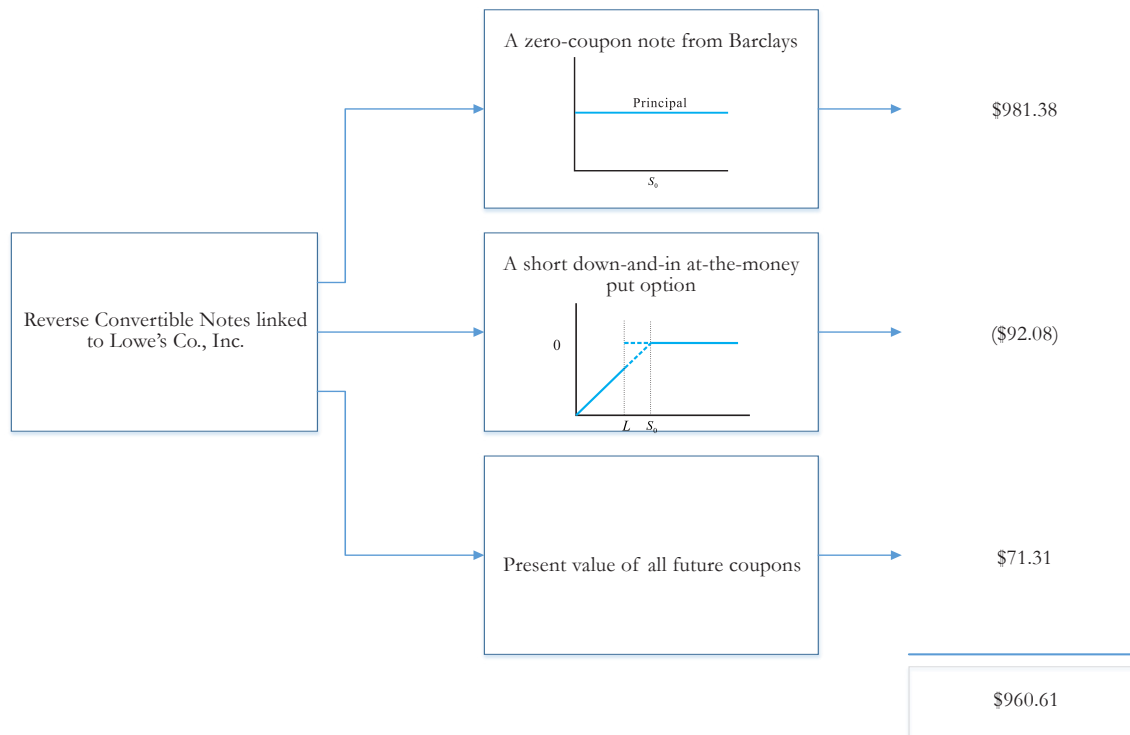 A zero-coupon note from Barclays
Principal
S₀
$981.38
Reverse Convertible Notes linked
to Lowe's Co., Inc.
A short down-and-in at-the-money
put option
0
L S₀
($92.08)
Present value of all future coupons
$71.31
$960.61